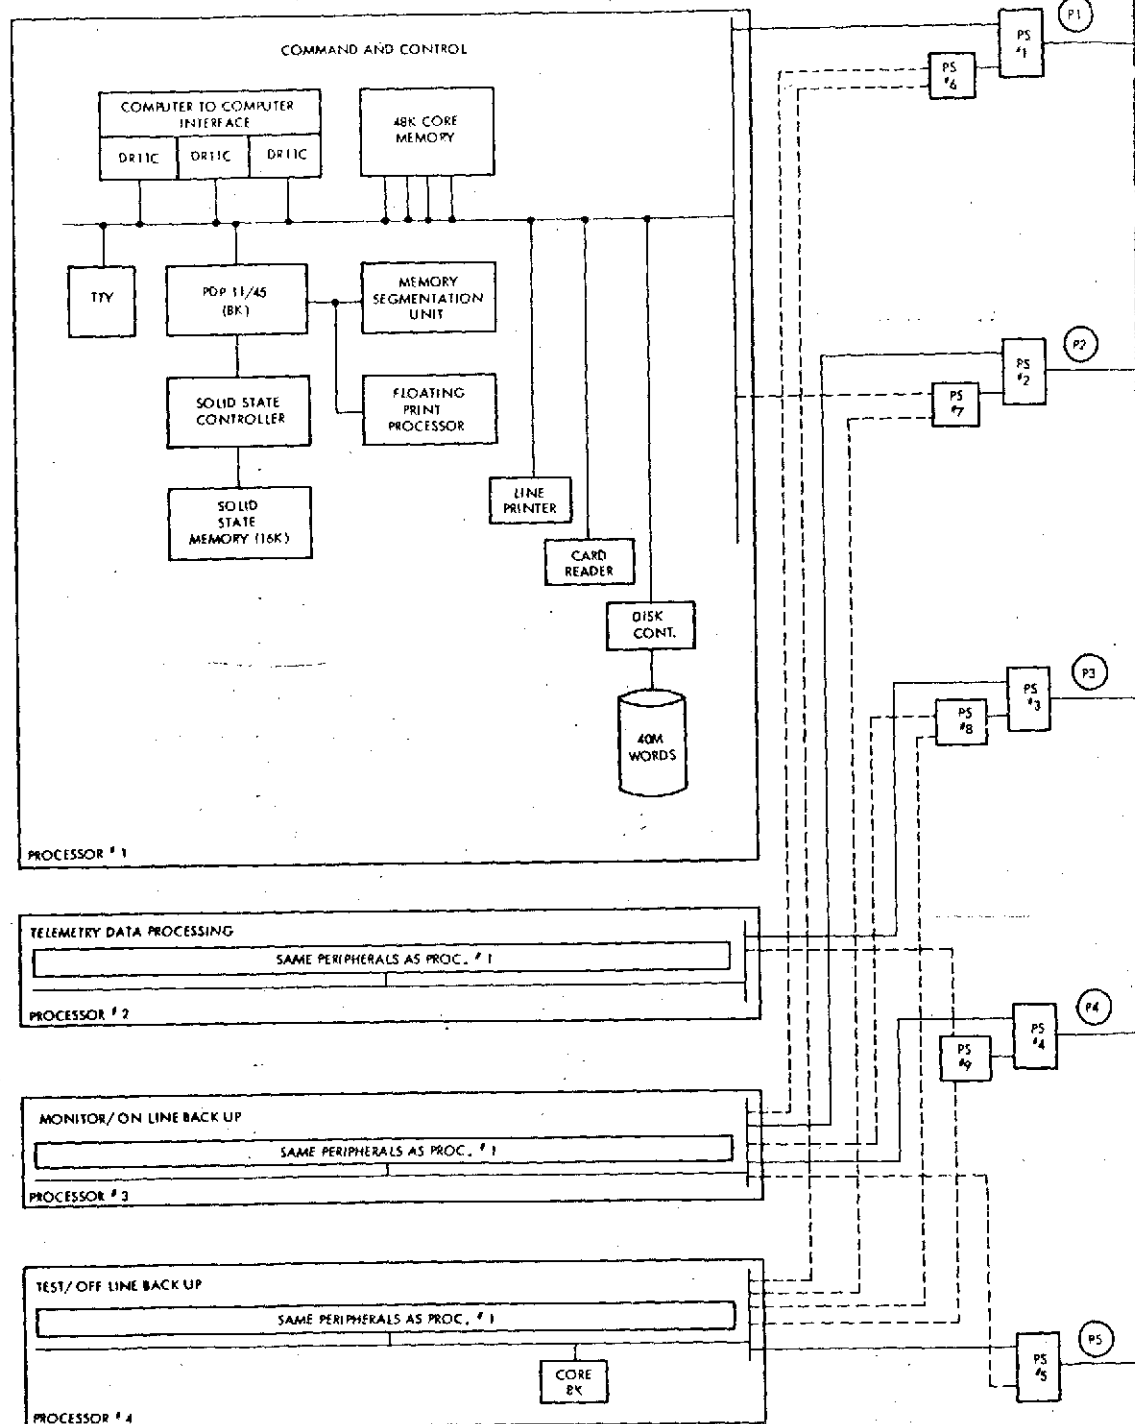 COMMAND AND CONTROL
COMPUTER TO COMPUTER
INTERFACE
DR11C
DR11C
DR11C
48K CORE
MEMORY
TTY
PDP 11/45
(8K)
MEMORY
SEGMENTATION
UNIT
SOLID STATE
CONTROLLER
FLOATING
PRINT
PROCESSOR
SOLID
STATE
MEMORY (16K)
LINE
PRINTER
CARD
READER
DISK
CONT.
40M
WORDS
PROCESSOR #1
TELEMETRY DATA PROCESSING
SAME PERIPHERALS AS PROC. #1
PROCESSOR #2
MONITOR/ON LINE BACK UP
SAME PERIPHERALS AS PROC. #1
PROCESSOR #3
TEST/OFF LINE BACK UP
SAME PERIPHERALS AS PROC. #1
CORE
8K
PROCESSOR #4
PS
#1
P1
PS
#6
PS
#2
P2
PS
#7
PS
#3
P3
PS
#8
PS
#4
P4
PS
#9
PS
#5
P5